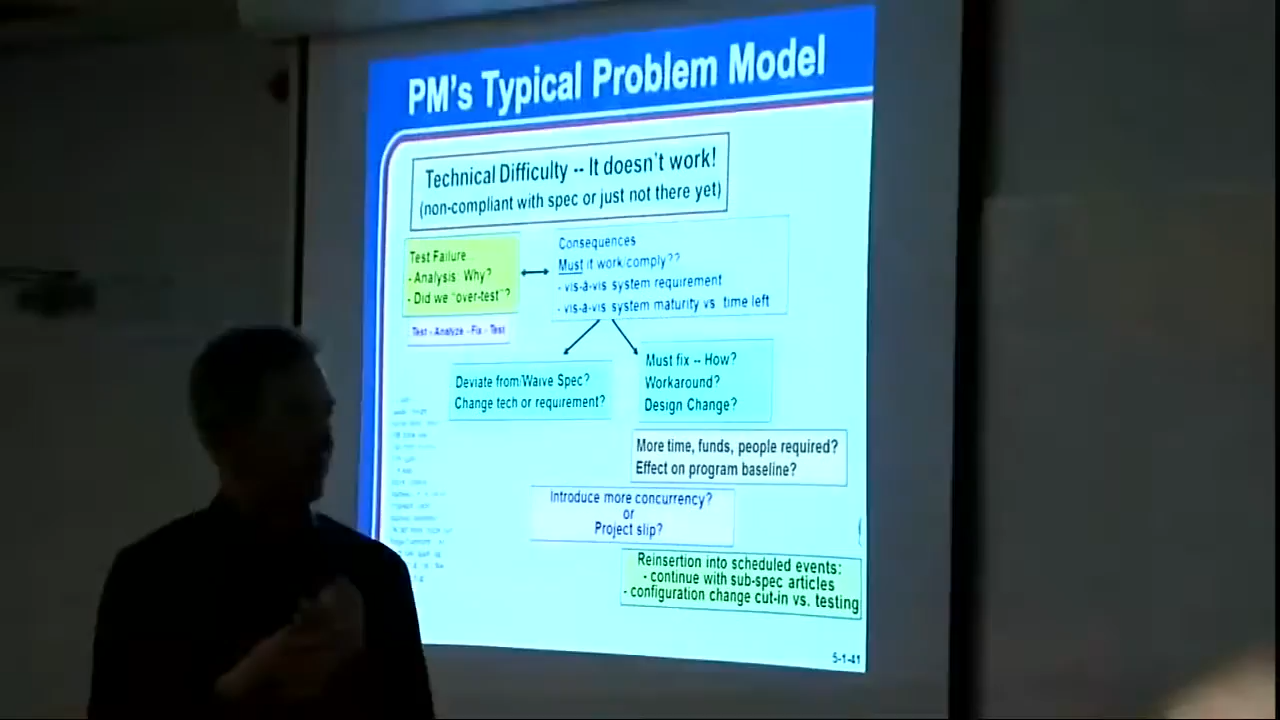 PM's Typical Problem Model
Technical Difficulty -- It doesn't work!
(non-compliant with spec or just not there yet)
Test Failure
- Analysis: Why?
- Did we "over-test"?
Consequences
Must it work/comply??
- vis-à-vis system requirement
- vis-à-vis system maturity vs. time left
Test - Analyze - Fix - Test
Deviate from/Waive Spec?
Change tech or requirement?
Must fix -- How?
Workaround?
Design Change?
More time, funds, people required?
Effect on program baseline?
Introduce more concurrency?
or
Project slip?
Reinsertion into scheduled events:
- continue with sub-spec articles
- configuration change cut-in vs. testing
5-1-41